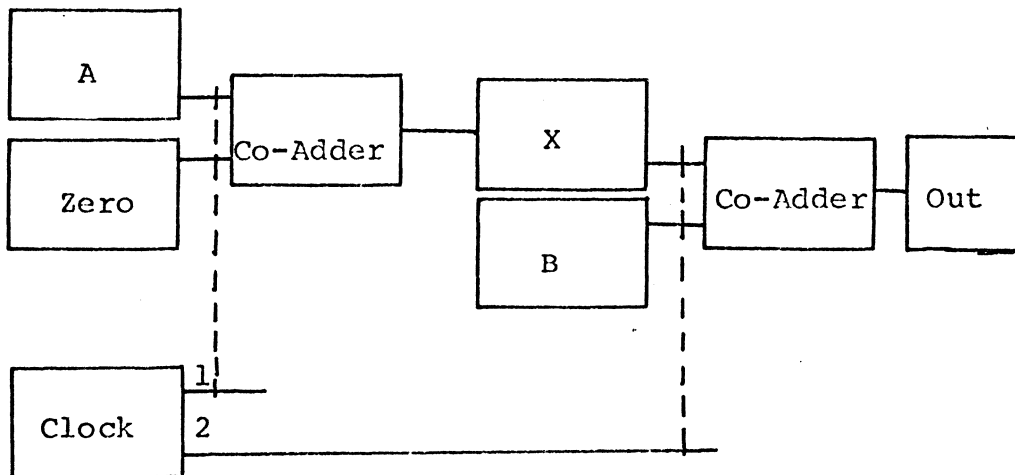 A
Zero
Co-Adder
X
B
Co-Adder
Out
Clock
1
2